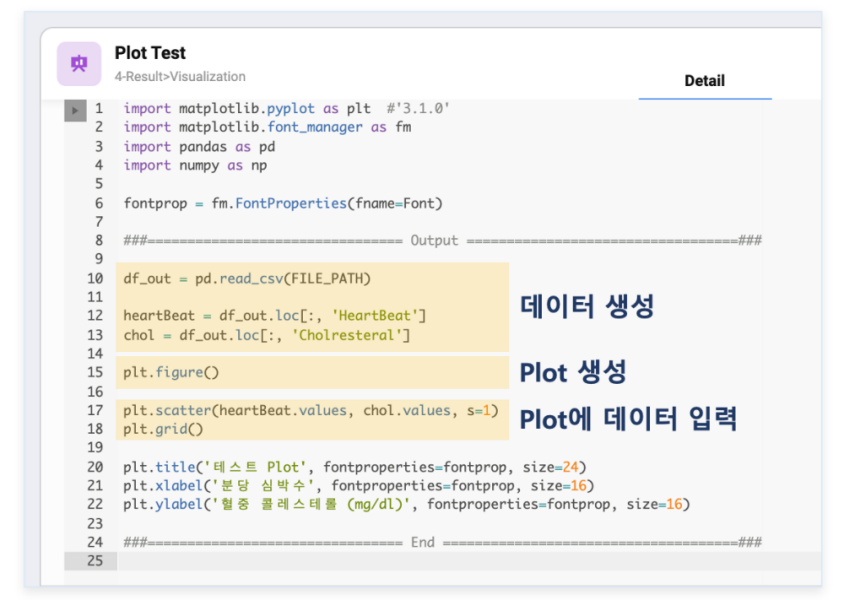 Plot Test
4-Result>Visualization
Detail
1 import matplotlib.pyplot as plt #'3.1.0'
2 import matplotlib.font_manager as fm
3 import pandas as pd
4 import numpy as np
5
6 fontprop = fm.FontProperties(fname=Font)
7
8 ###================================ Output ==================================###
9
10 df_out = pd.read_csv(FILE_PATH)
11
12 heartBeat = df_out.loc[:, 'HeartBeat']
13 chol = df_out.loc[:, 'Cholresteral']
데이터 생성
14
15 plt.figure()
Plot 생성
16
17 plt.scatter(heartBeat.values, chol.values, s=1)
18 plt.grid()
Plot에 데이터 입력
19
20 plt.title('테스트 Plot', fontproperties=fontprop, size=24)
21 plt.xlabel('분당 심박수', fontproperties=fontprop, size=16)
22 plt.ylabel('혈중 콜레스테롤 (mg/dl)', fontproperties=fontprop, size=16)
23
24 ###================================ End =====================================###
25